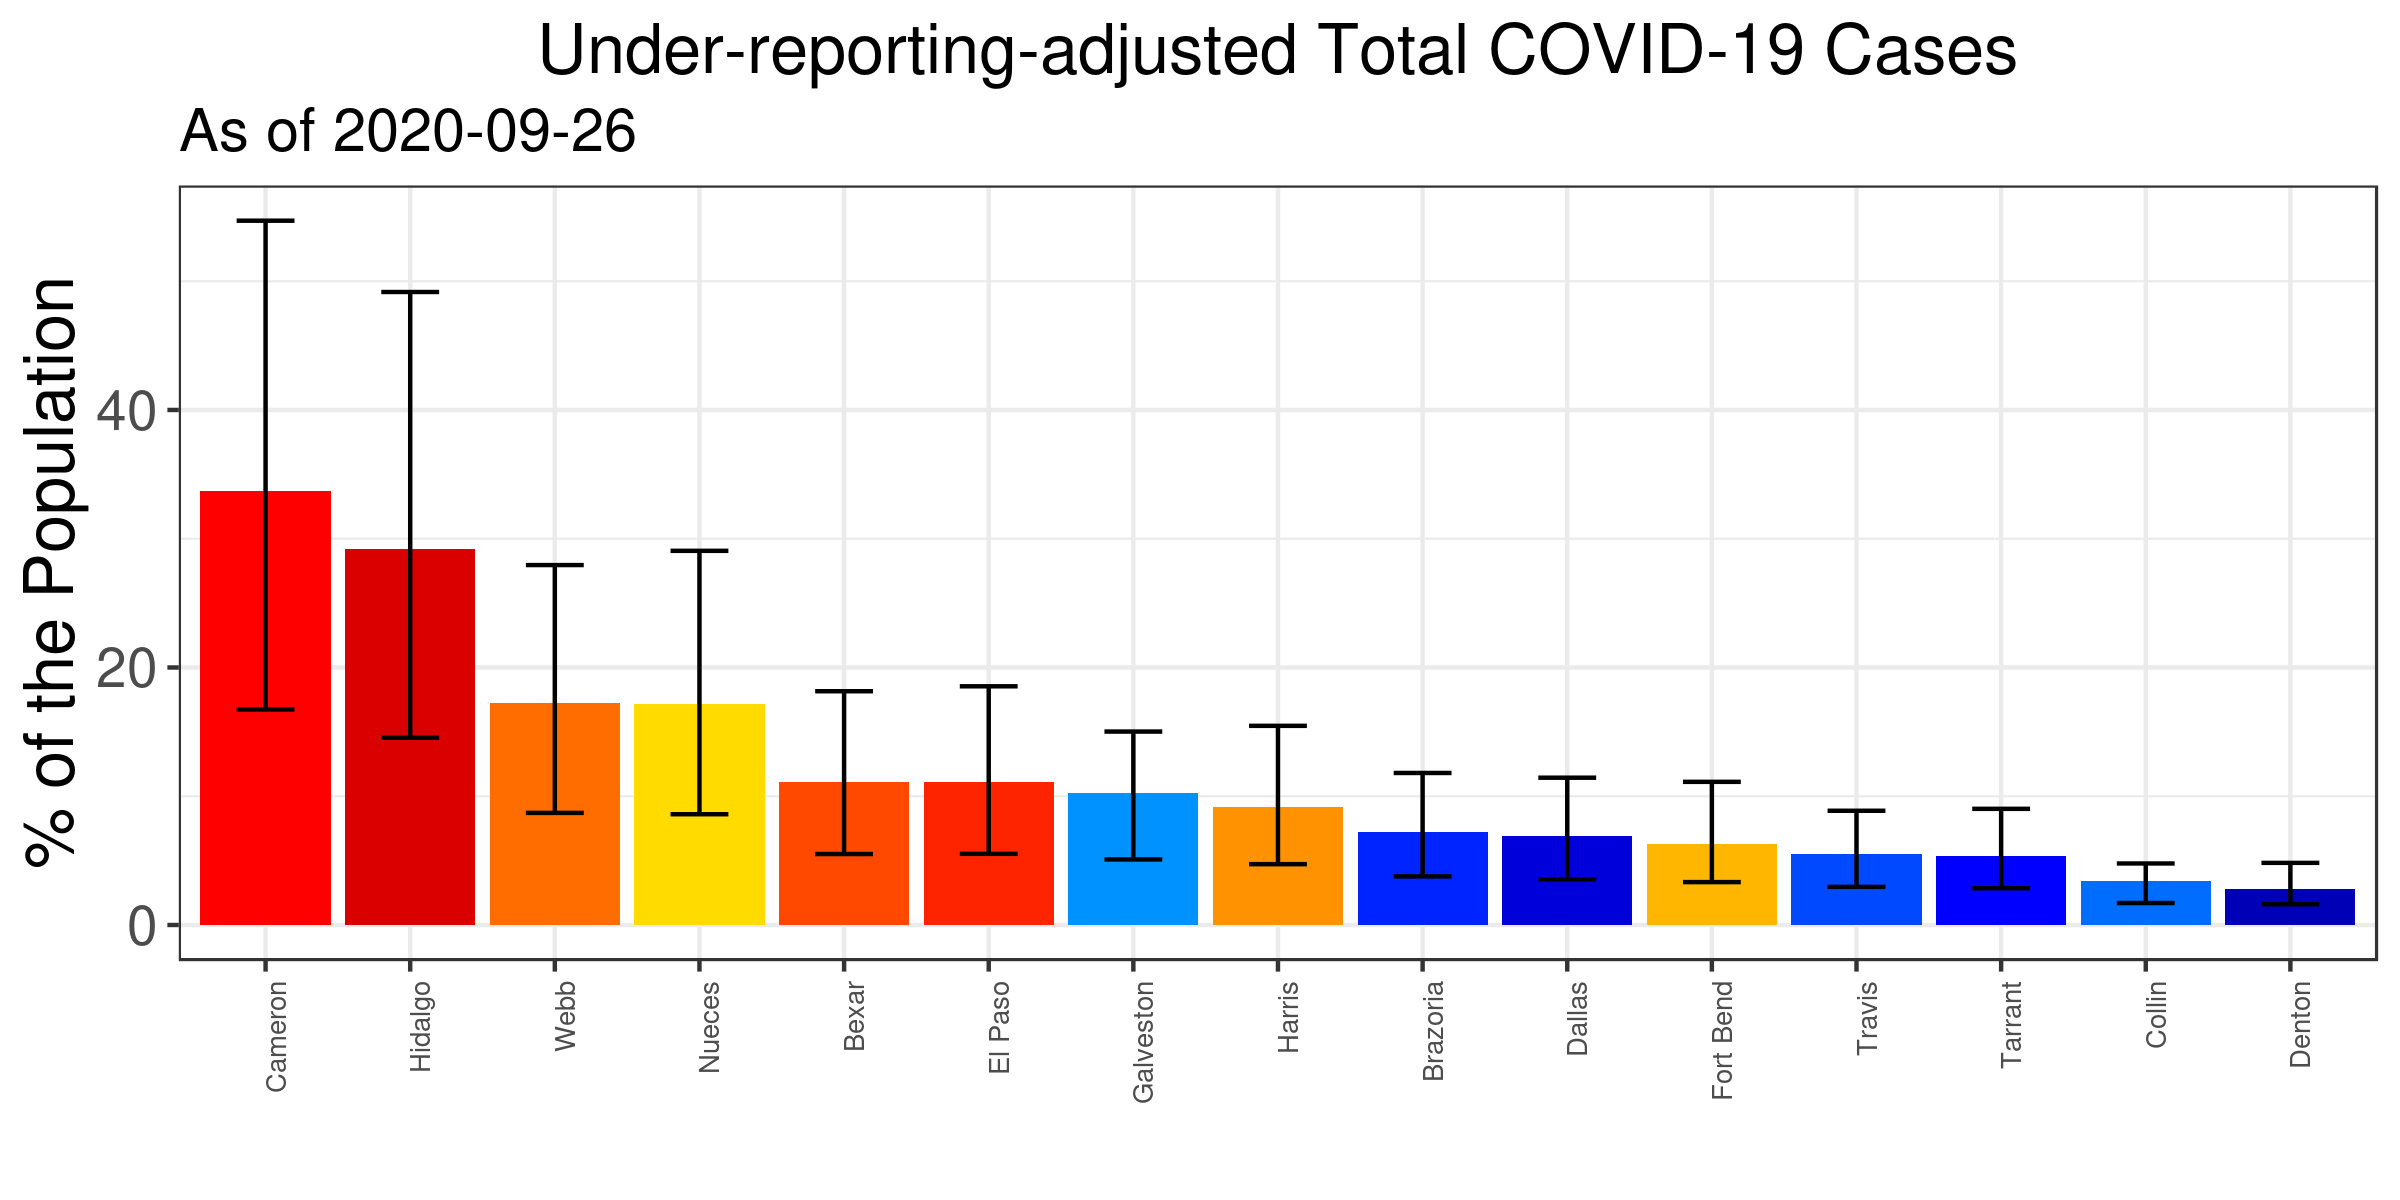 Under-reporting-adjusted Total COVID-19 Cases
As of 2020-09-26
% of the Population
40
20
0
Cameron
Hidalgo
Webb
Nueces
Bexar
El Paso
Galveston
Harris
Brazoria
Dallas
Fort Bend
Travis
Tarrant
Collin
Denton